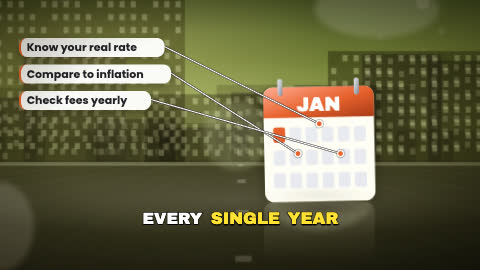 Know your real rate
Compare to inflation
Check fees yearly
JAN
EVERY SINGLE YEAR